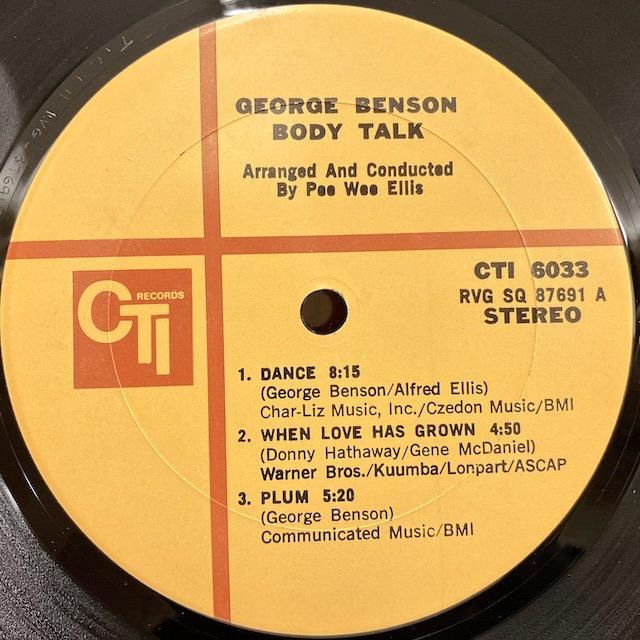 GEORGE BENSON
BODY TALK
Arranged And Conducted
By Pee Wee Ellis
CTI RECORDS
CTI 6033
RVG SQ 87691 A
STEREO
1. DANCE 8:15
(George Benson/Alfred Ellis)
Char-Liz Music, Inc./Czedon Music/BMI
2. WHEN LOVE HAS GROWN 4:50
(Donny Hathaway/Gene McDaniel)
Warner Bros./Kuumba/Lonpart/ASCAP
3. PLUM 5:20
(George Benson)
Communicated Music/BMI